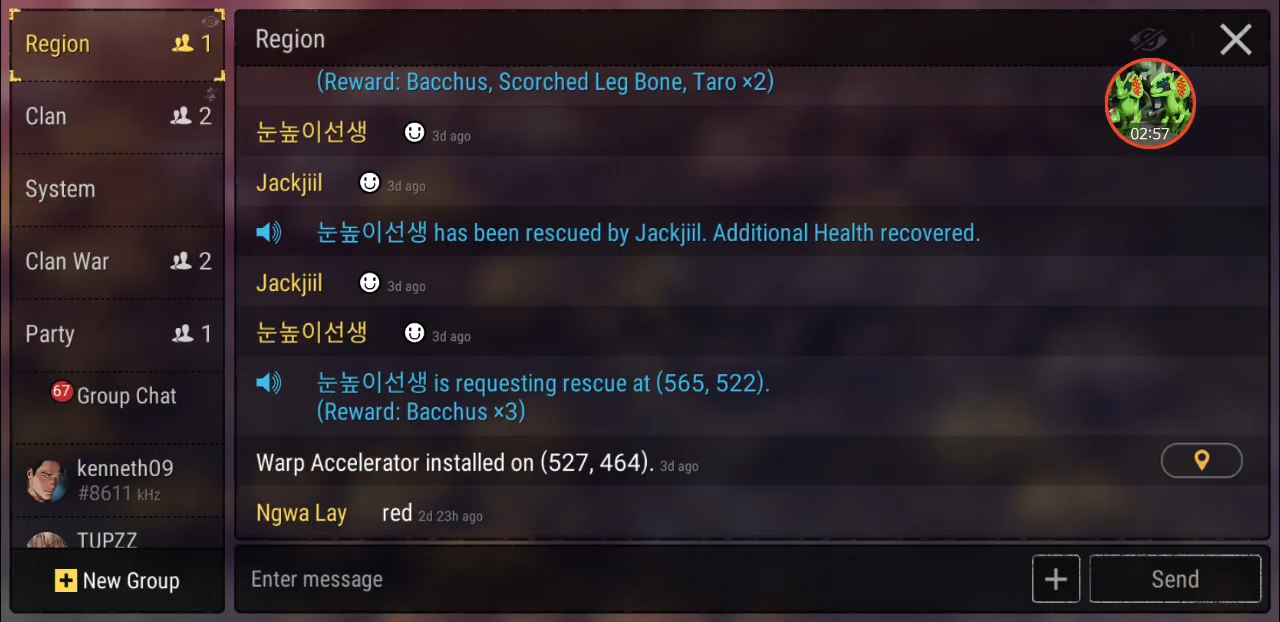 Region 1
Clan 2
System
Clan War 2
Party 1
67 Group Chat
kenneth09
#8611 kHz
TUPZZ
New Group
Region
(Reward: Bacchus, Scorched Leg Bone, Taro ×2)
02:57
눈높이선생 3d ago
Jackjiil 3d ago
눈높이선생 has been rescued by Jackjiil. Additional Health recovered.
Jackjiil 3d ago
눈높이선생 3d ago
눈높이선생 is requesting rescue at (565, 522).
(Reward: Bacchus ×3)
Warp Accelerator installed on (527, 464). 3d ago
Ngwa Lay red 2d 23h ago
Enter message
Send